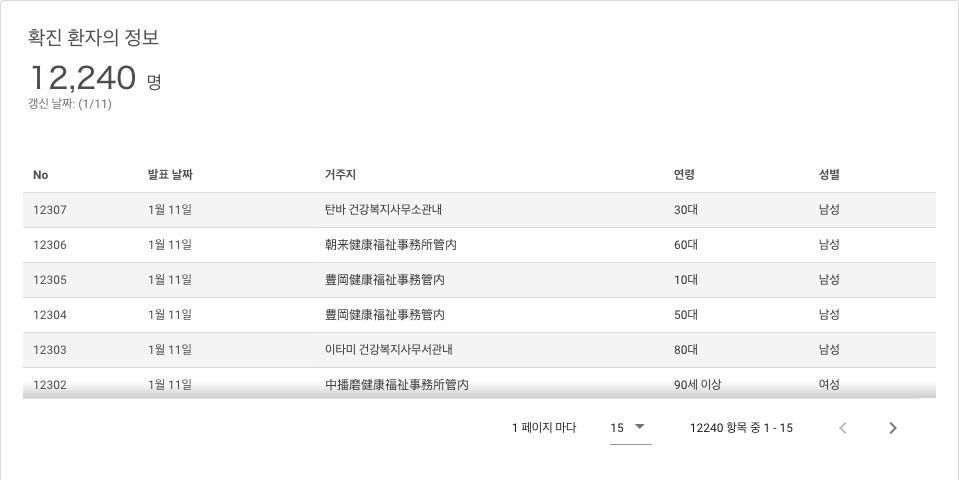 확진 환자의 정보
12,240 명
갱신 날짜: (1/11)
No 발표 날짜 거주지 연령 성별
12307 1월 11일 탄바 건강복지사무소관내 30대 남성
12306 1월 11일 朝来健康福祉事務所管内 60대 남성
12305 1월 11일 豊岡健康福祉事務管内 10대 남성
12304 1월 11일 豊岡健康福祉事務管内 50대 남성
12303 1월 11일 이타미 건강복지사무서관내 80대 남성
12302 1월 11일 中播磨健康福祉事務所管内 90세 이상 여성
1 페이지 마다 15 12240 항목 중 1 - 15